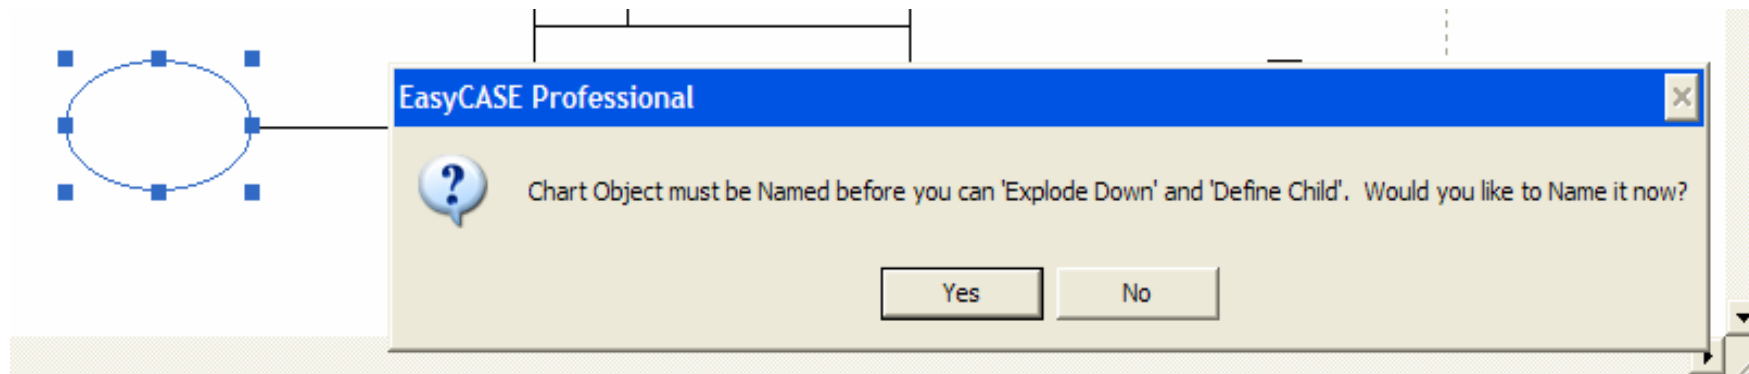 EasyCASE Professional
Chart Object must be Named before you can 'Explode Down' and 'Define Child'.  Would you like to Name it now?
Yes No